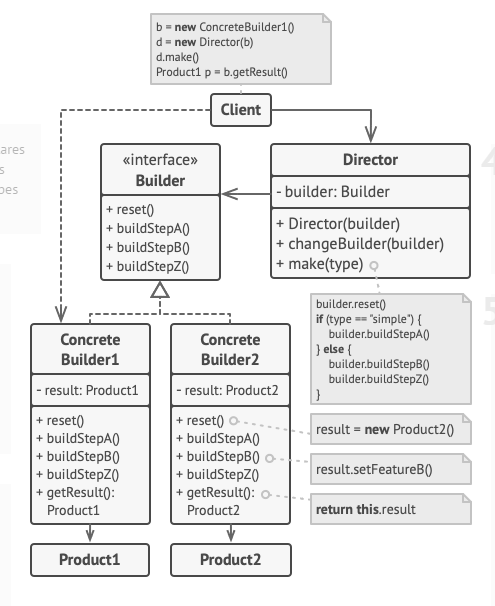 b = new ConcreteBuilder1()
d = new Director(b)
d.make()
Product1 p = b.getResult()
Client
«interface»
Builder
+ reset()
+ buildStepA()
+ buildStepB()
+ buildStepZ()
Director
- builder: Builder
+ Director(builder)
+ changeBuilder(builder)
+ make(type)
builder.reset()
if (type == "simple") {
builder.buildStepA()
} else {
builder.buildStepB()
builder.buildStepZ()
}
Concrete
Builder1
- result: Product1
+ reset()
+ buildStepA()
+ buildStepB()
+ buildStepZ()
+ getResult():
Product1
Concrete
Builder2
- result: Product2
+ reset()
+ buildStepA()
+ buildStepB()
+ buildStepZ()
+ getResult():
Product2
result = new Product2()
result.setFeatureB()
return this.result
Product1
Product2